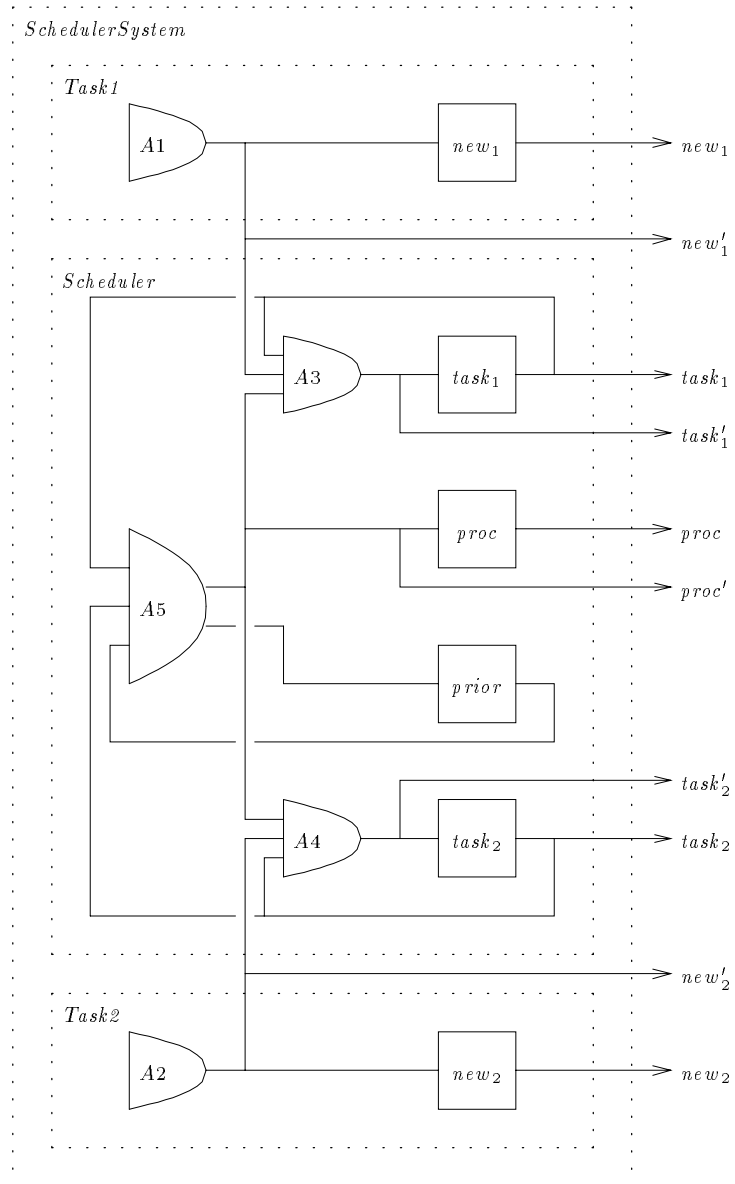 SchedulerSystem
Task1
A1
new₁
new₁
new′₁
Scheduler
A3
task₁
task₁
task′₁
proc
proc
A5
proc′
prior
task′₂
A4
task₂
task₂
new′₂
Task2
A2
new₂
new₂